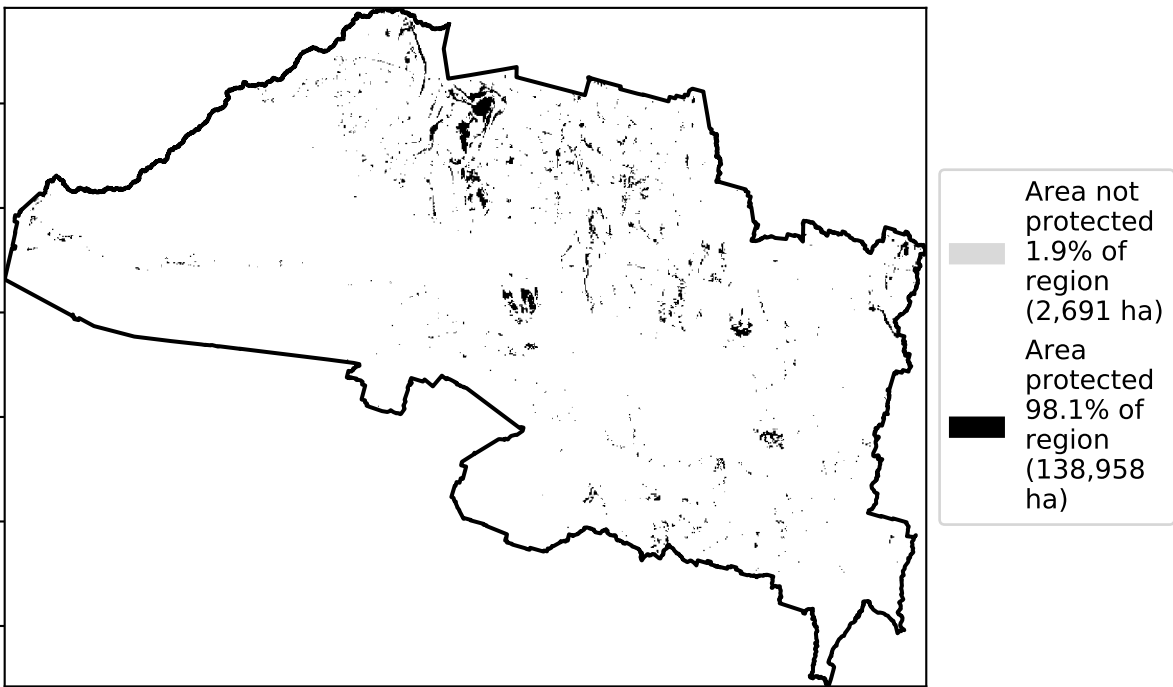 Area not
protected
1.9% of
region
(2,691 ha)
Area
protected
98.1% of
region
(138,958
ha)